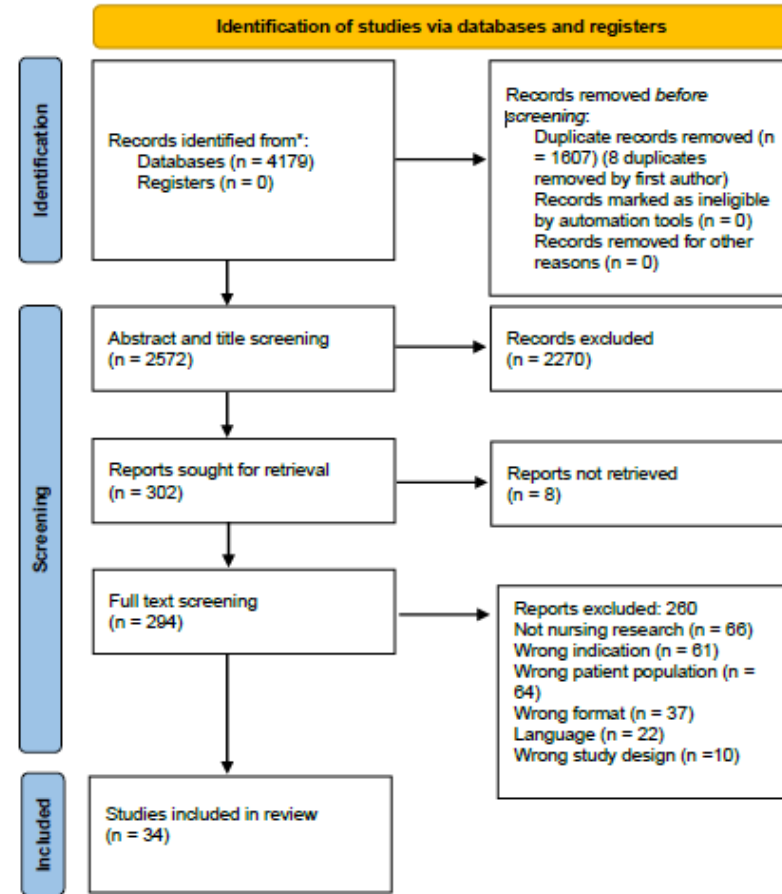 Identification of studies via databases and registers
Identification
Records identified from*:
Databases (n = 4179)
Registers (n = 0)
Records removed before
screening:
Duplicate records removed (n
= 1607) (8 duplicates
removed by first author)
Records marked as ineligible
by automation tools (n = 0)
Records removed for other
reasons (n = 0)
Screening
Abstract and title screening
(n = 2572)
Records excluded
(n = 2270)
Reports sought for retrieval
(n = 302)
Reports not retrieved
(n = 8)
Full text screening
(n = 294)
Reports excluded: 260
Not nursing research (n = 66)
Wrong indication (n = 61)
Wrong patient population (n =
64)
Wrong format (n = 37)
Language (n = 22)
Wrong study design (n =10)
Included
Studies included in review
(n = 34)